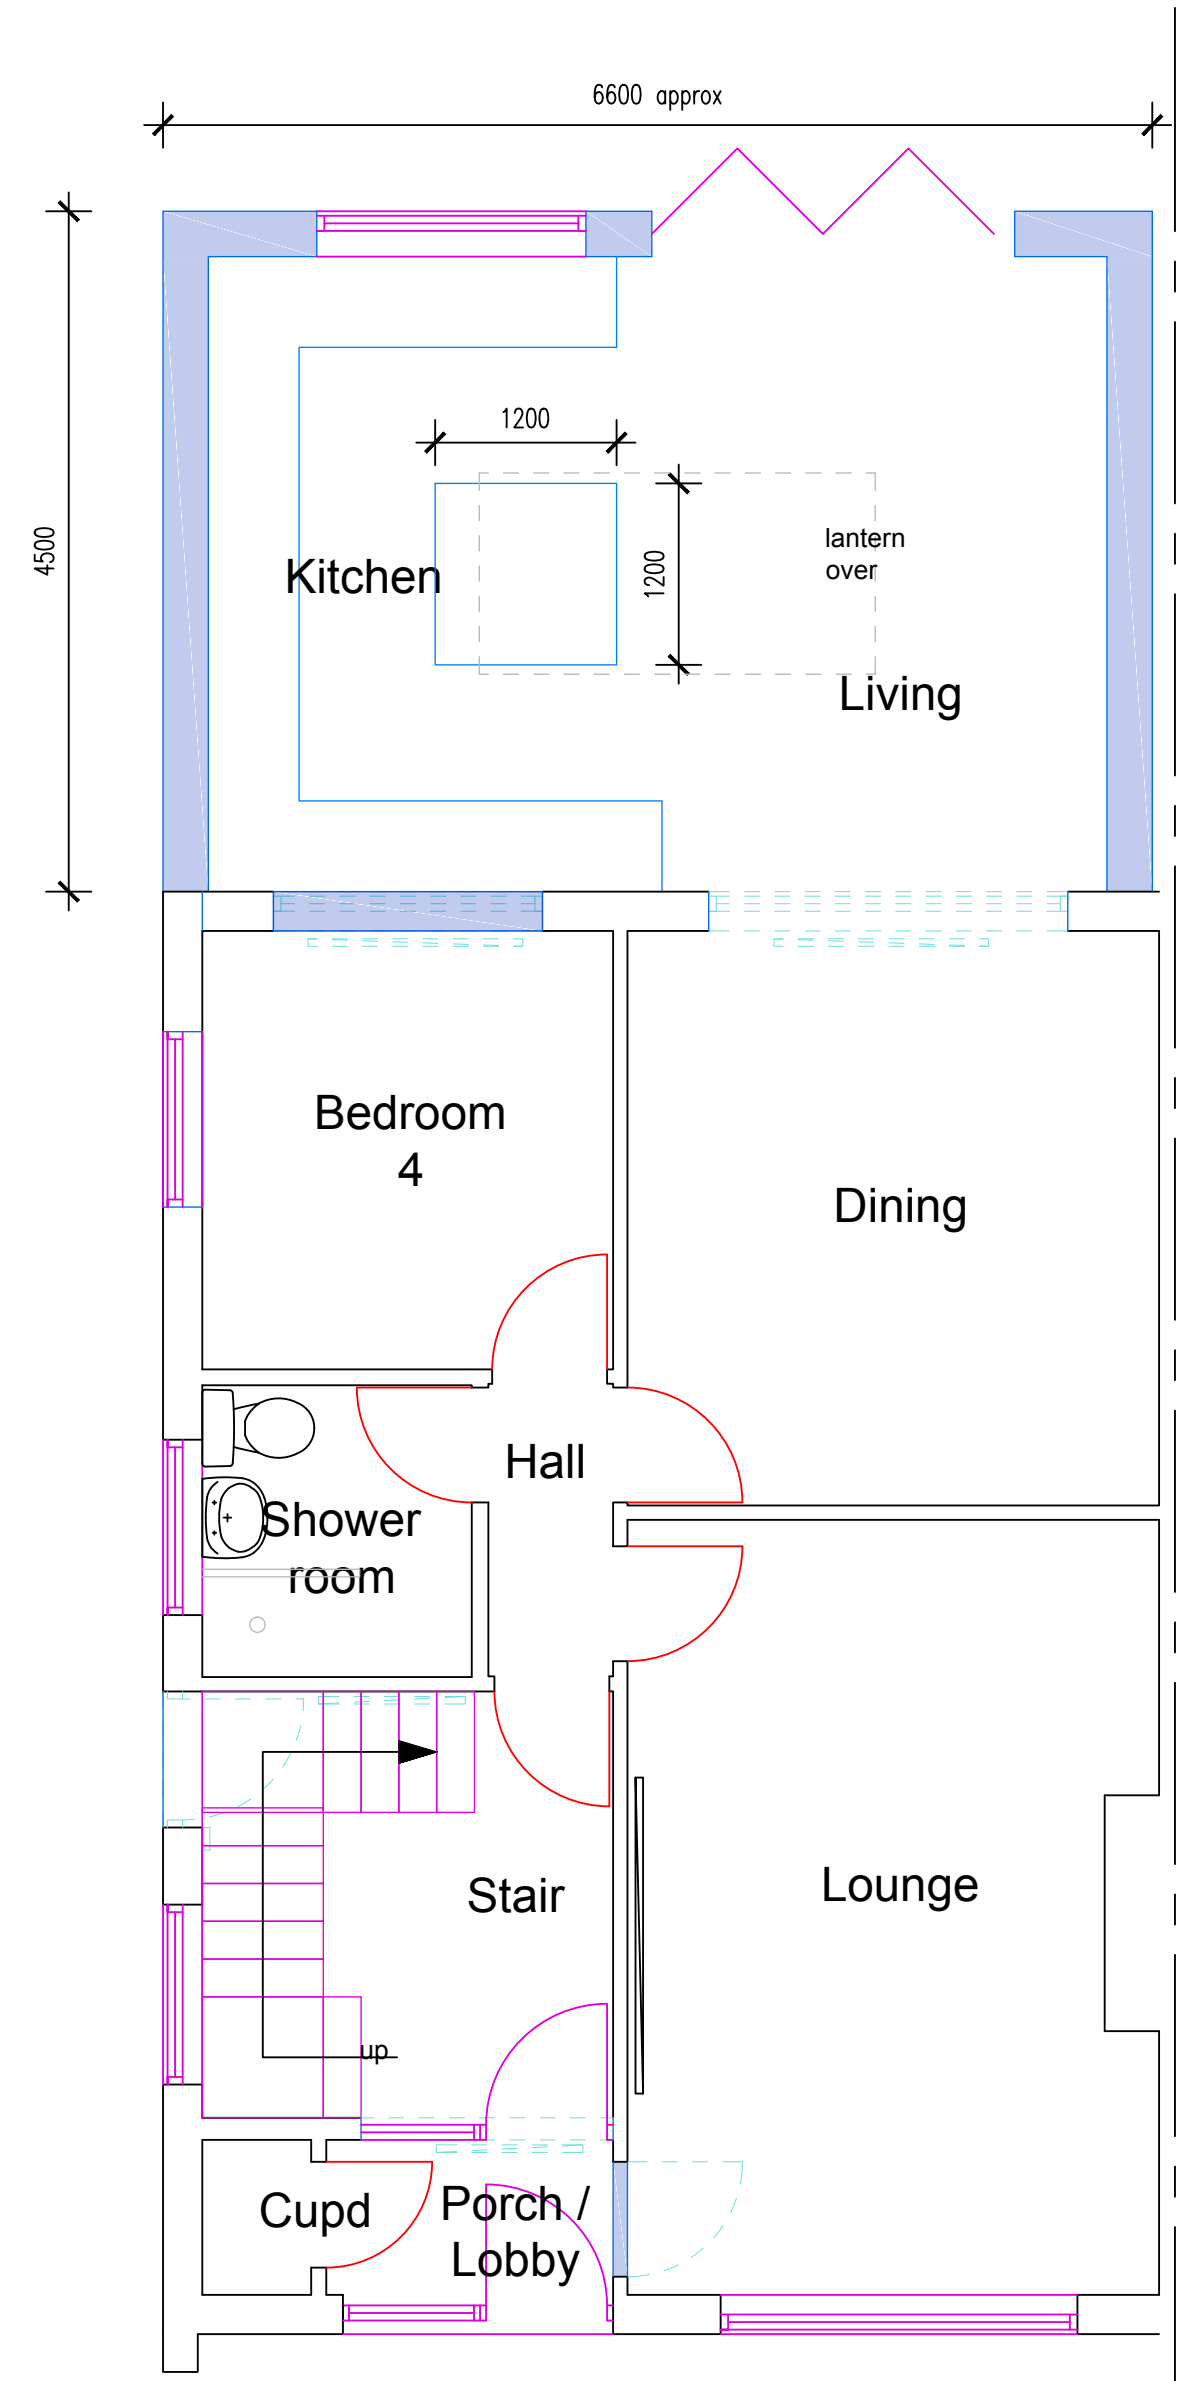 6600 approx
4500
1200
1200
lantern
over
Kitchen
Living
Bedroom
4
Dining
Hall
Shower
room
Stair
Lounge
up
Cupd
Porch /
Lobby